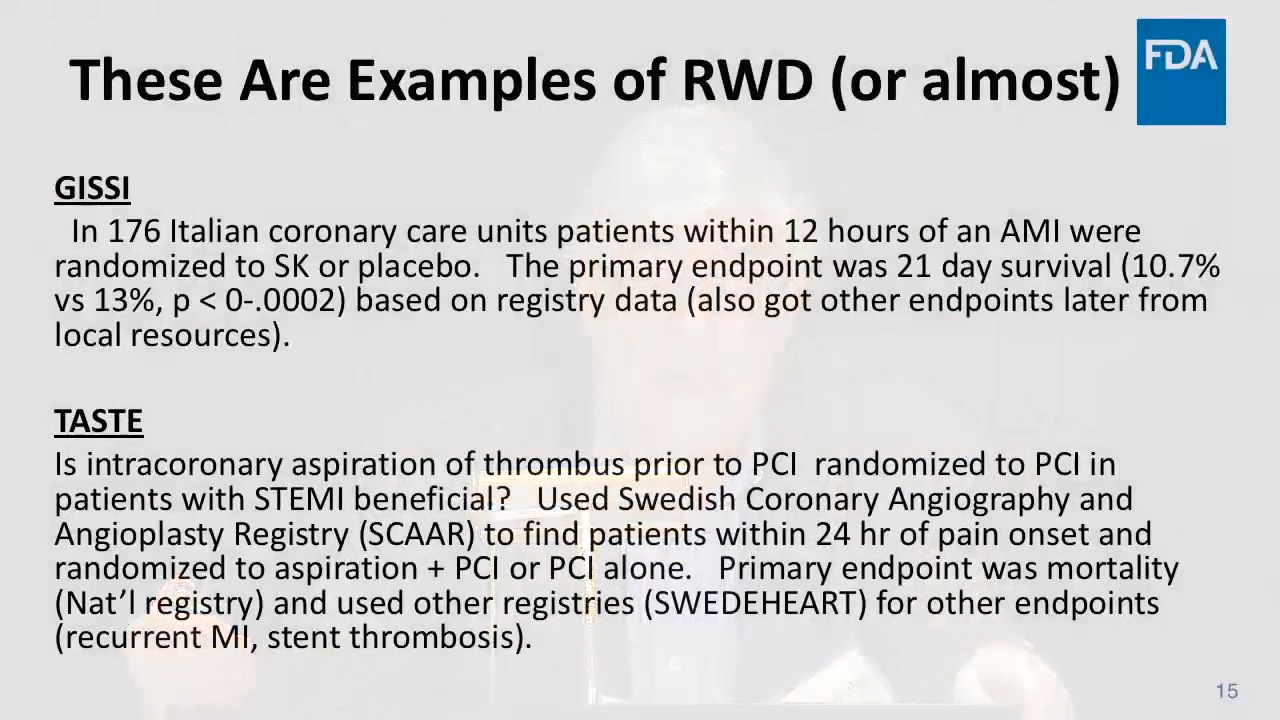 These Are Examples of RWD (or almost)
FDA
GISSI
In 176 Italian coronary care units patients within 12 hours of an AMI were
randomized to SK or placebo. The primary endpoint was 21 day survival (10.7%
vs 13%, p < 0-.0002) based on registry data (also got other endpoints later from
local resources).
TASTE
Is intracoronary aspiration of thrombus prior to PCI randomized to PCI in
patients with STEMI beneficial? Used Swedish Coronary Angiography and
Angioplasty Registry (SCAAR) to find patients within 24 hr of pain onset and
randomized to aspiration + PCI or PCI alone. Primary endpoint was mortality
(Nat’l registry) and used other registries (SWEDEHEART) for other endpoints
(recurrent MI, stent thrombosis).
15